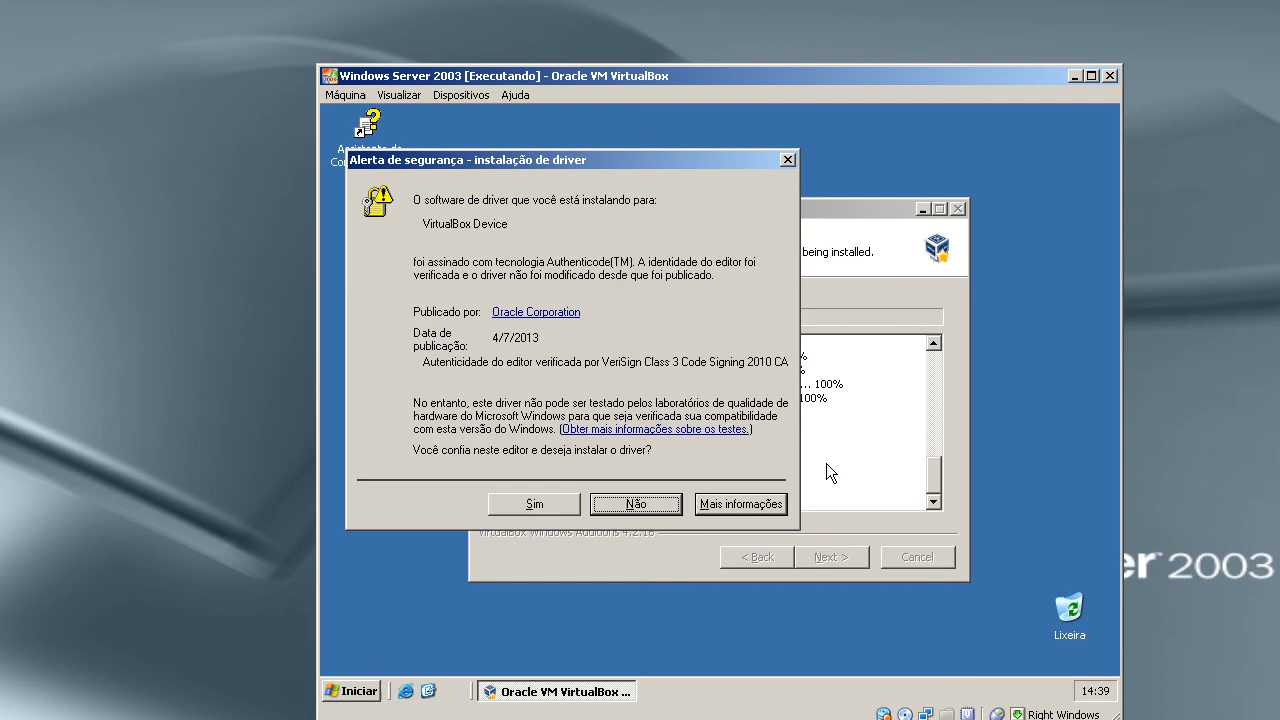 Windows Server 2003 [Executando] - Oracle VM VirtualBox
Máquina Visualizar Dispositivos Ajuda
Alerta de segurança - instalação de driver
O software de driver que você está instalando para:
VirtualBox Device
foi assinado com tecnologia Authenticode(TM). A identidade do editor foi
verificada e o driver não foi modificado desde que foi publicado.
Publicado por: Oracle Corporation
Data de
publicação: 4/7/2013
Autenticidade do editor verificada por VeriSign Class 3 Code Signing 2010 CA
No entanto, este driver não pode ser testado pelos laboratórios de qualidade de
hardware do Microsoft Windows para que seja verificada sua compatibilidade
com esta versão do Windows. (Obter mais informações sobre os testes.)
Você confia neste editor e deseja instalar o driver?
Sim Não Mais informações
being installed.
%
%
... 100%
100%
VirtualBox Windows Additions 4.2.16
< Back Next > Cancel
er 2003
Lixeira
Iniciar Oracle VM VirtualBox ... 14:39
Right Windows